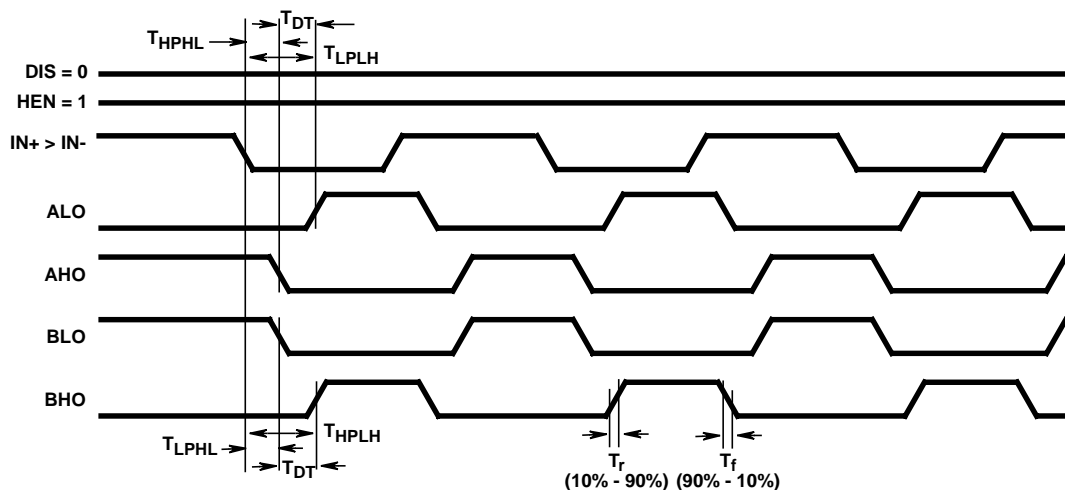 T_DT
T_HPHL
T_LPLH
DIS = 0
HEN = 1
IN+ > IN-
ALO
AHO
BLO
BHO
T_HPLH
T_LPHL
T_DT
T_r
T_f
(10% - 90%)
(90% - 10%)